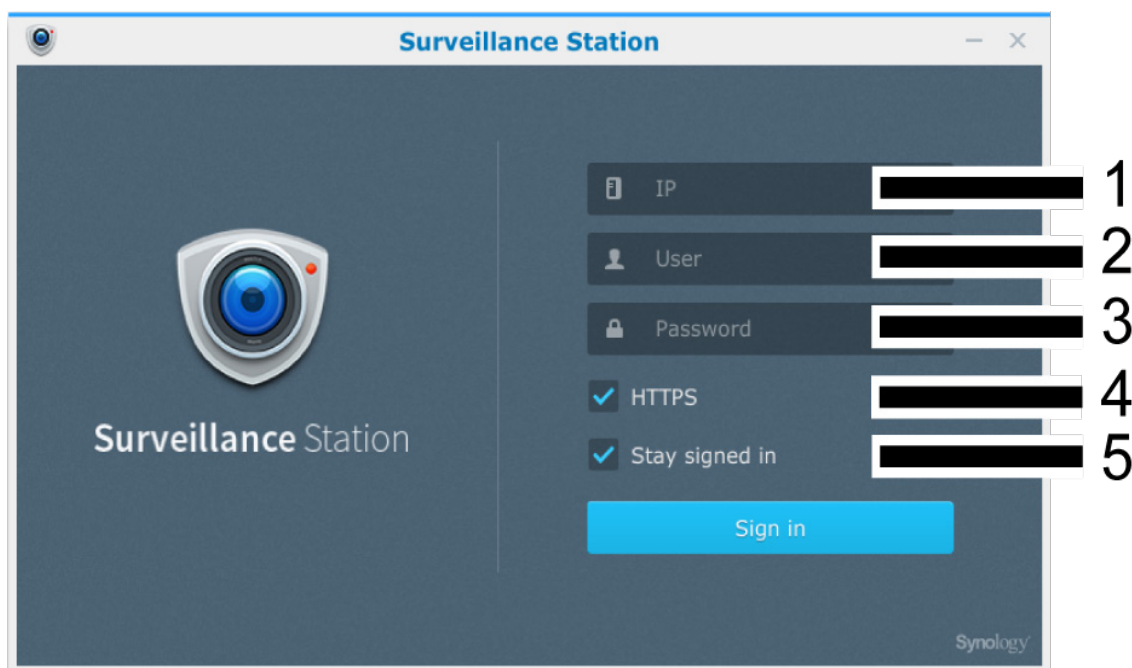 Surveillance Station
IP
1
User
2
Password
3
HTTPS
4
Surveillance Station
Stay signed in
5
Sign in
Synology